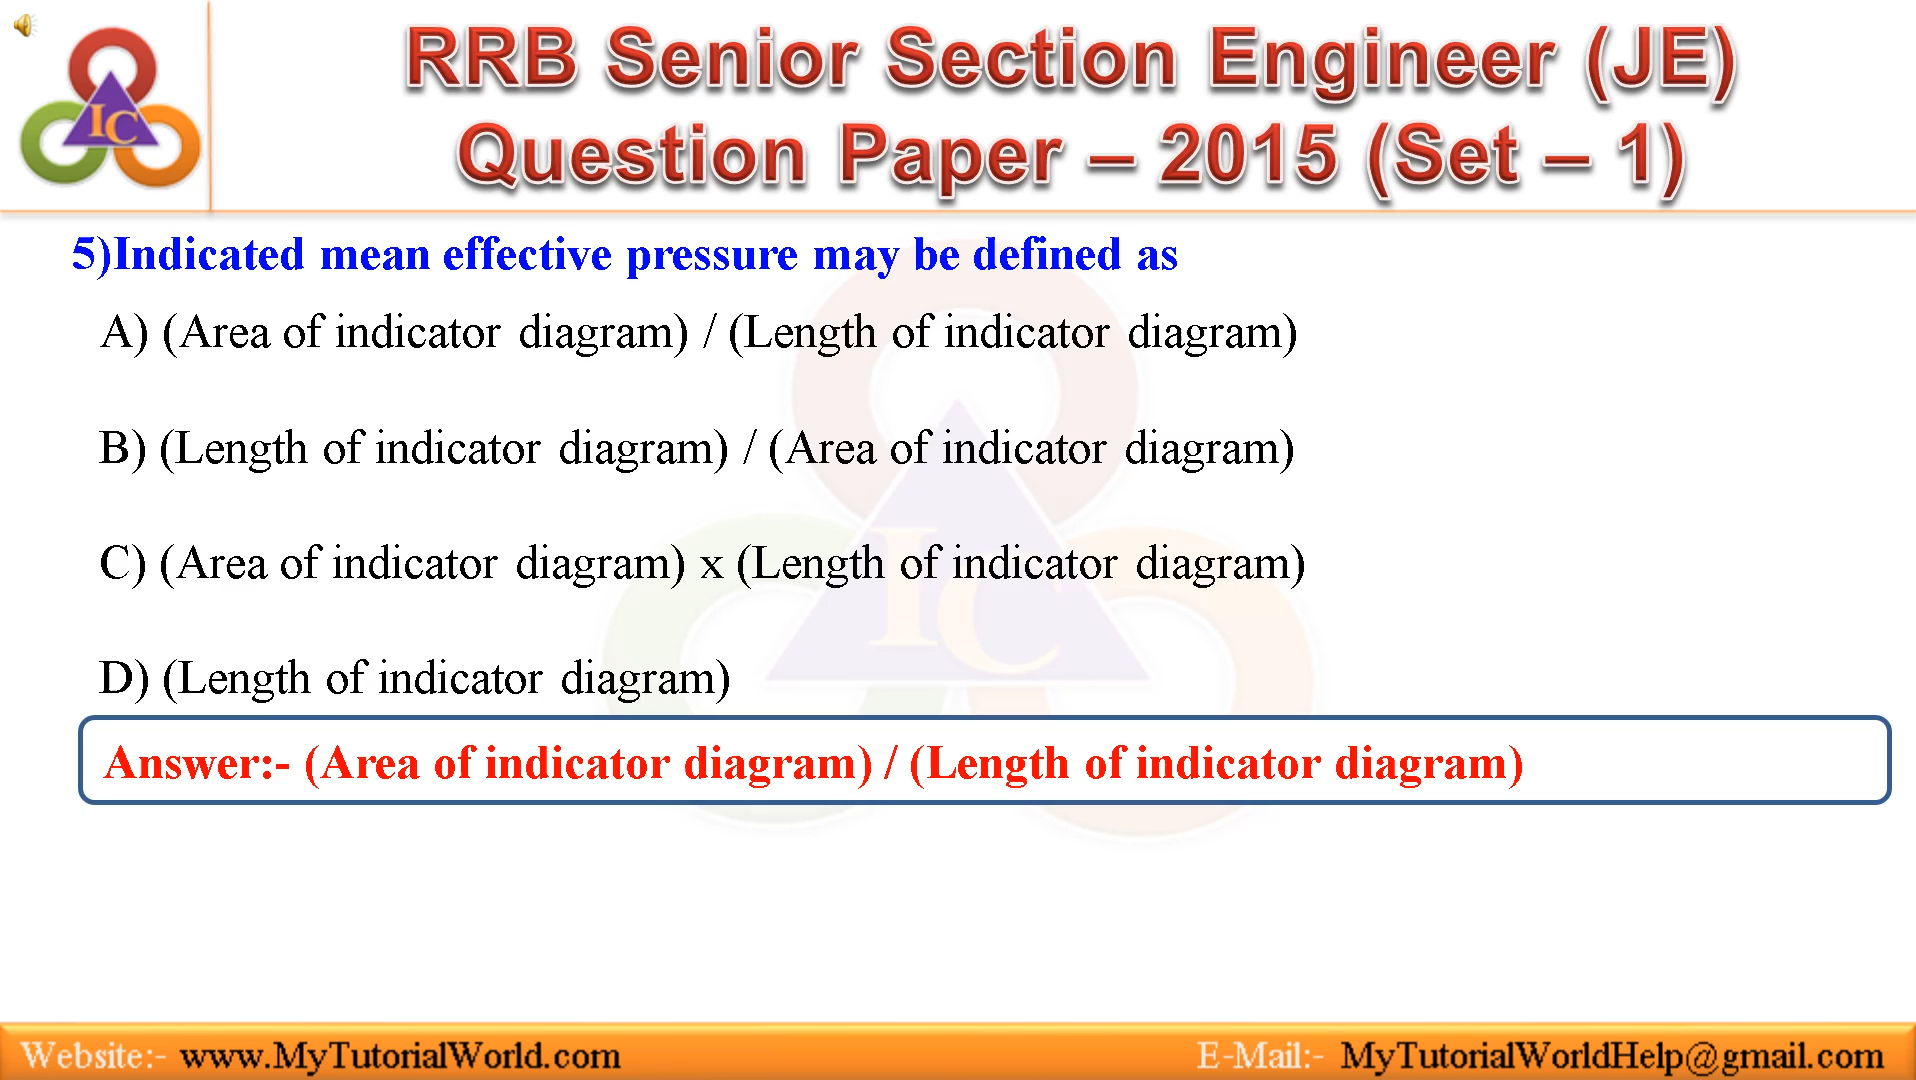 RRB Senior Section Engineer (JE)
Question Paper – 2015 (Set – 1)
IC
5)Indicated mean effective pressure may be defined as
A) (Area of indicator diagram) / (Length of indicator diagram)
B) (Length of indicator diagram) / (Area of indicator diagram)
C) (Area of indicator diagram) x (Length of indicator diagram)
D) (Length of indicator diagram)
IC
Answer:- (Area of indicator diagram) / (Length of indicator diagram)
Website:- www.MyTutorialWorld.com
E-Mail:- MyTutorialWorldHelp@gmail.com